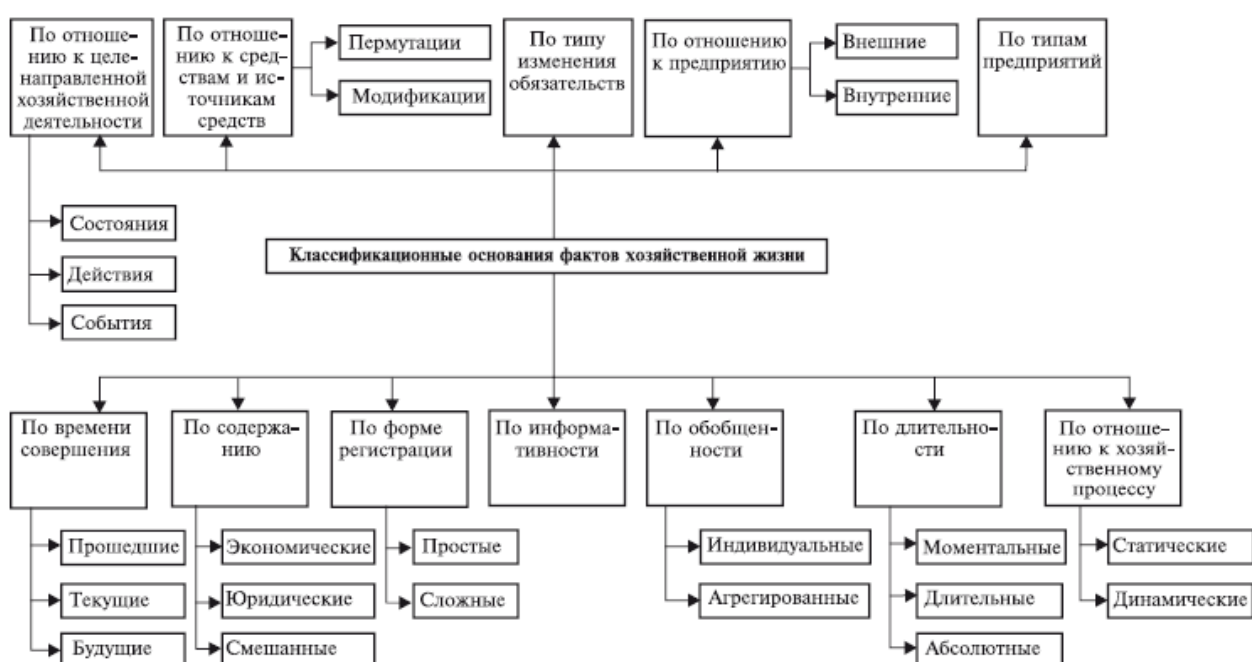 По отношению
нию к целе-
направленной
хозяйственной
деятельности
По отноше-
нию к сред-
ствам и ис-
точникам
средств
Пермутации
Модификации
По типу
изменения
обязательств
По отношению
к предприятию
Внешние
Внутренние
По типам
предприятий
Состояния
Действия
События
Классификационные основания фактов хозяйственной жизни
По времени
совершения
По содержа-
нию
По форме
регистрации
По информа-
тивности
По обобщен-
ности
По длительно-
сти
По отноше-
нию к хозяй-
ственному
процессу
Прошедшие
Текущие
Будущие
Экономические
Юридические
Смешанные
Простые
Сложные
Индивидуальные
Агрегированные
Моментальные
Длительные
Абсолютные
Статические
Динамические